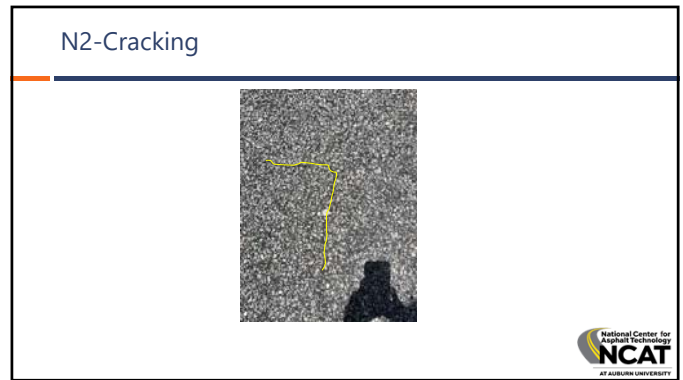 N2-Cracking
National Center for
Asphalt Technology
NCAT
AT AUBURN UNIVERSITY